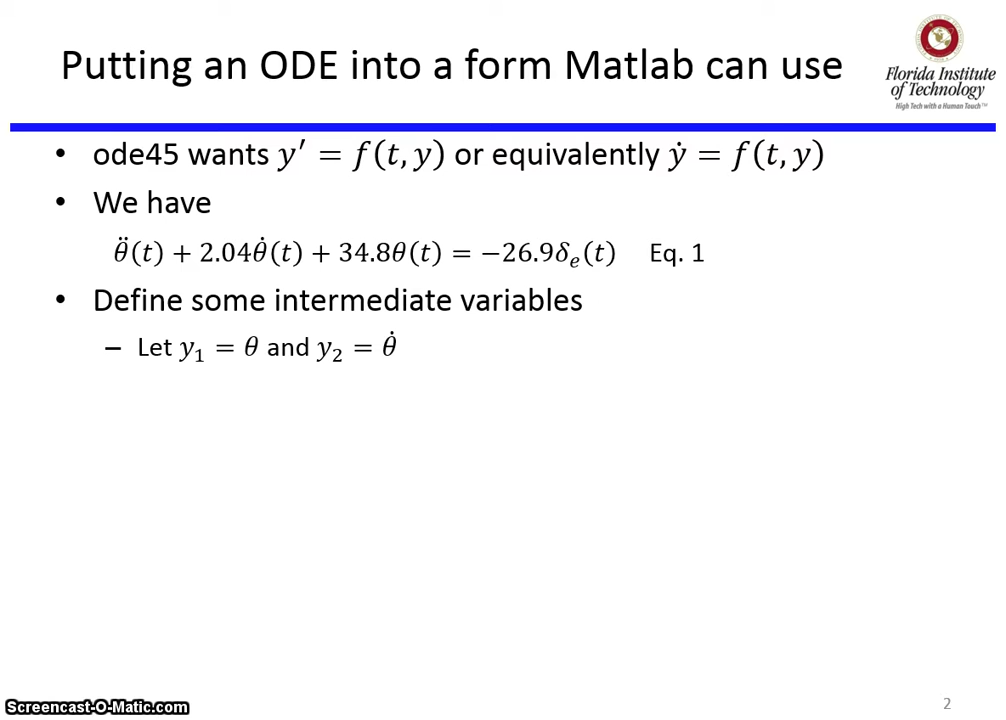 Putting an ODE into a form Matlab can use
Florida Institute
of Technology
High Tech with a Human Touch™
• ode45 wants y′ = f(t, y) or equivalently ẏ = f(t, y)
• We have
θ̈(t) + 2.04θ̇(t) + 34.8θ(t) = −26.9δₑ(t) Eq. 1
• Define some intermediate variables
– Let y₁ = θ and y₂ = θ̇
Screencast-O-Matic.com
2